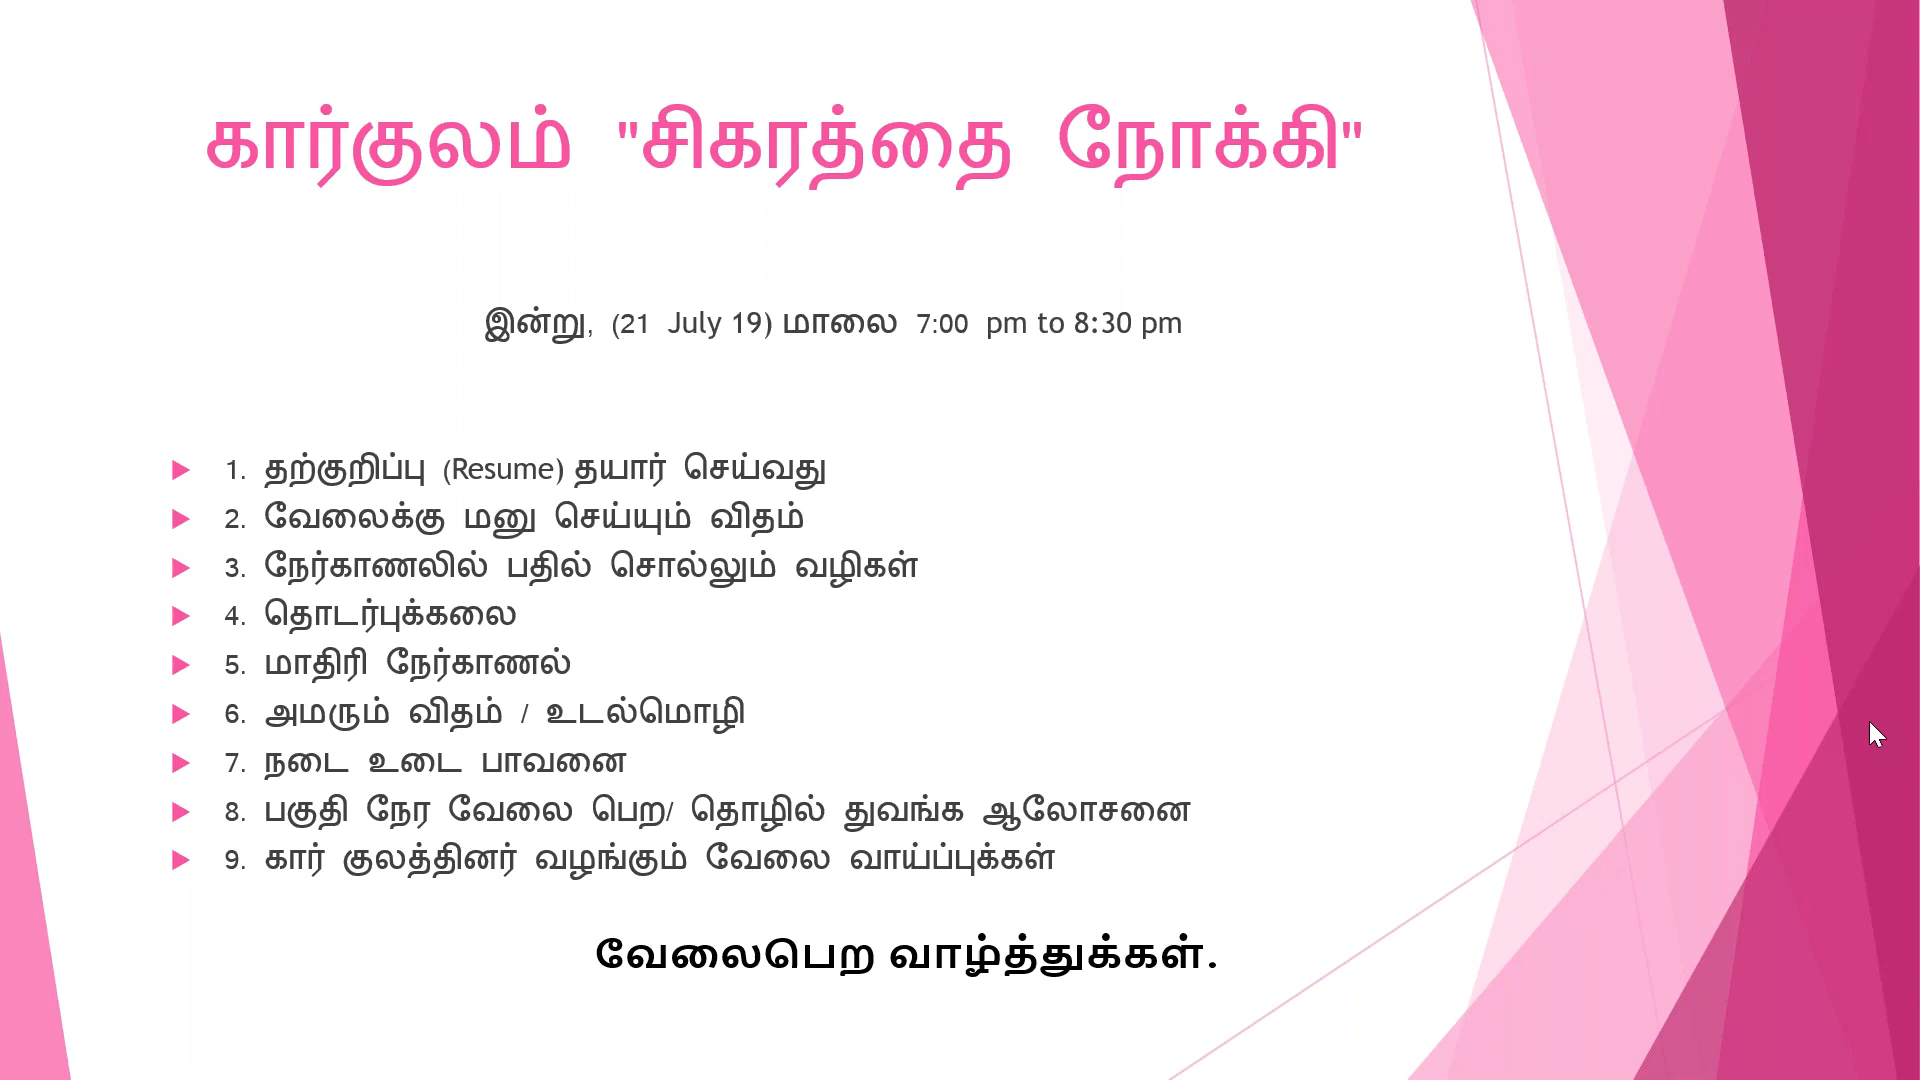 கார்குலம் "சிகரத்தை நோக்கி"
இன்று, (21 July 19) மாலை 7:00 pm to 8:30 pm
1. தற்குறிப்பு (Resume) தயார் செய்வது
2. வேலைக்கு மனு செய்யும் விதம்
3. நேர்காணலில் பதில் சொல்லும் வழிகள்
4. தொடர்புக்கலை
5. மாதிரி நேர்காணல்
6. அமரும் விதம் / உடல்மொழி
7. நடை உடை பாவனை
8. பகுதி நேர வேலை பெற/ தொழில் துவங்க ஆலோசனை
9. கார் குலத்தினர் வழங்கும் வேலை வாய்ப்புக்கள்
வேலைபெற வாழ்த்துக்கள்.